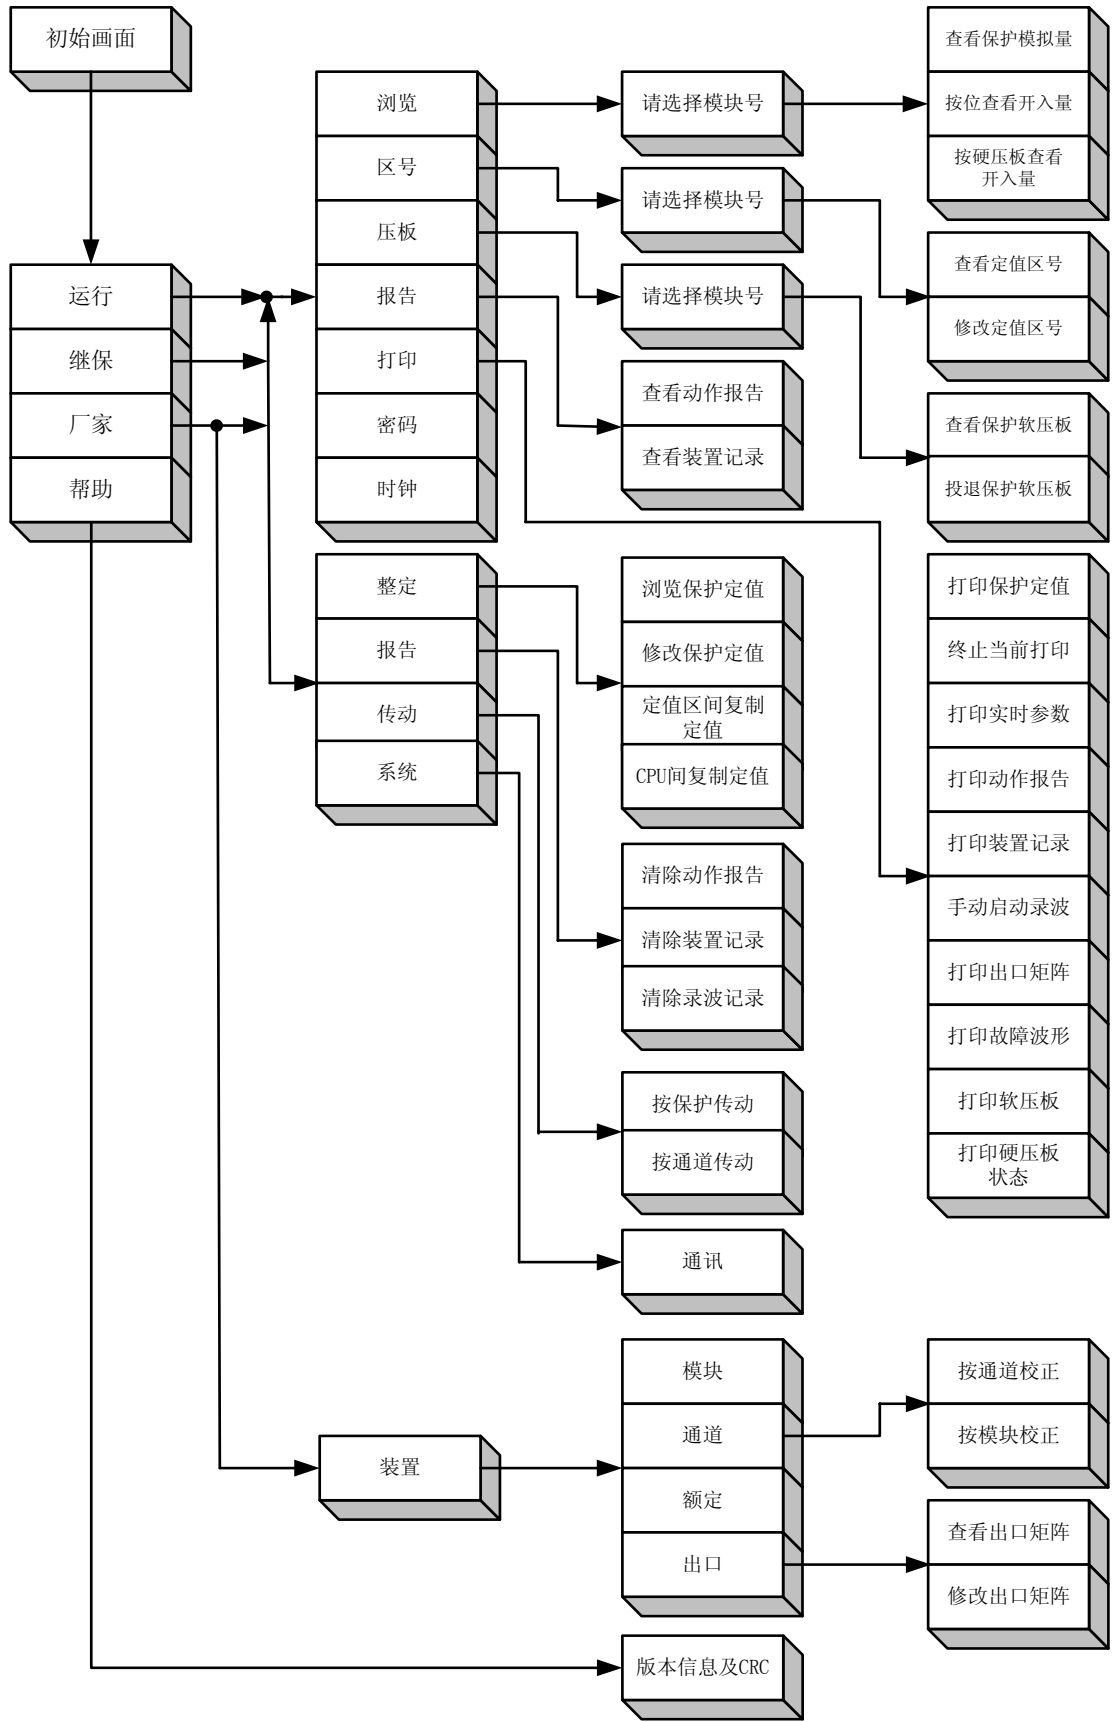 初始画面
运行
继保
厂家
帮助
浏览
区号
压板
报告
打印
密码
时钟
整定
报告
传动
系统
装置
请选择模块号
请选择模块号
请选择模块号
查看动作报告
查看装置记录
浏览保护定值
修改保护定值
定值区间复制
定值
CPU间复制定值
清除动作报告
清除装置记录
清除录波记录
按保护传动
按通道传动
通讯
模块
通道
额定
出口
版本信息及CRC
查看保护模拟量
按位查看开入量
按硬压板查看
开入量
查看定值区号
修改定值区号
查看保护软压板
投退保护软压板
打印保护定值
终止当前打印
打印实时参数
打印动作报告
打印装置记录
手动启动录波
打印出口矩阵
打印故障波形
打印软压板
打印硬压板
状态
按通道校正
按模块校正
查看出口矩阵
修改出口矩阵